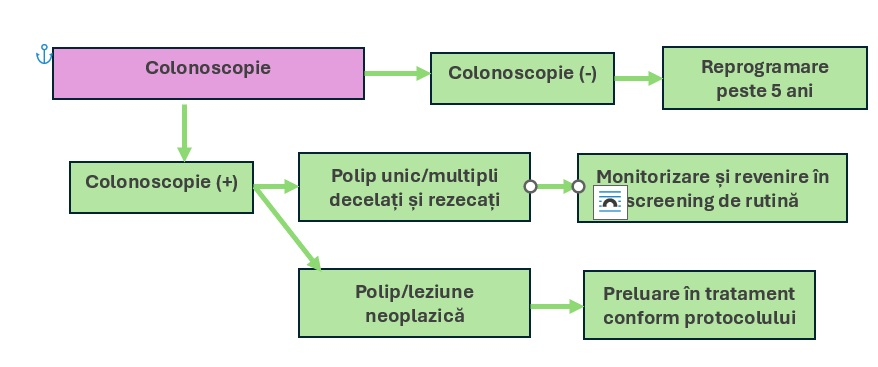 Colonoscopie
Colonoscopie (-)
Reprogramare
peste 5 ani
Colonoscopie (+)
Polip unic/multipli
decelați și rezecați
Monitorizare și revenire în
screening de rutină
Polip/leziune
neoplazică
Preluare în tratament
conform protocolului